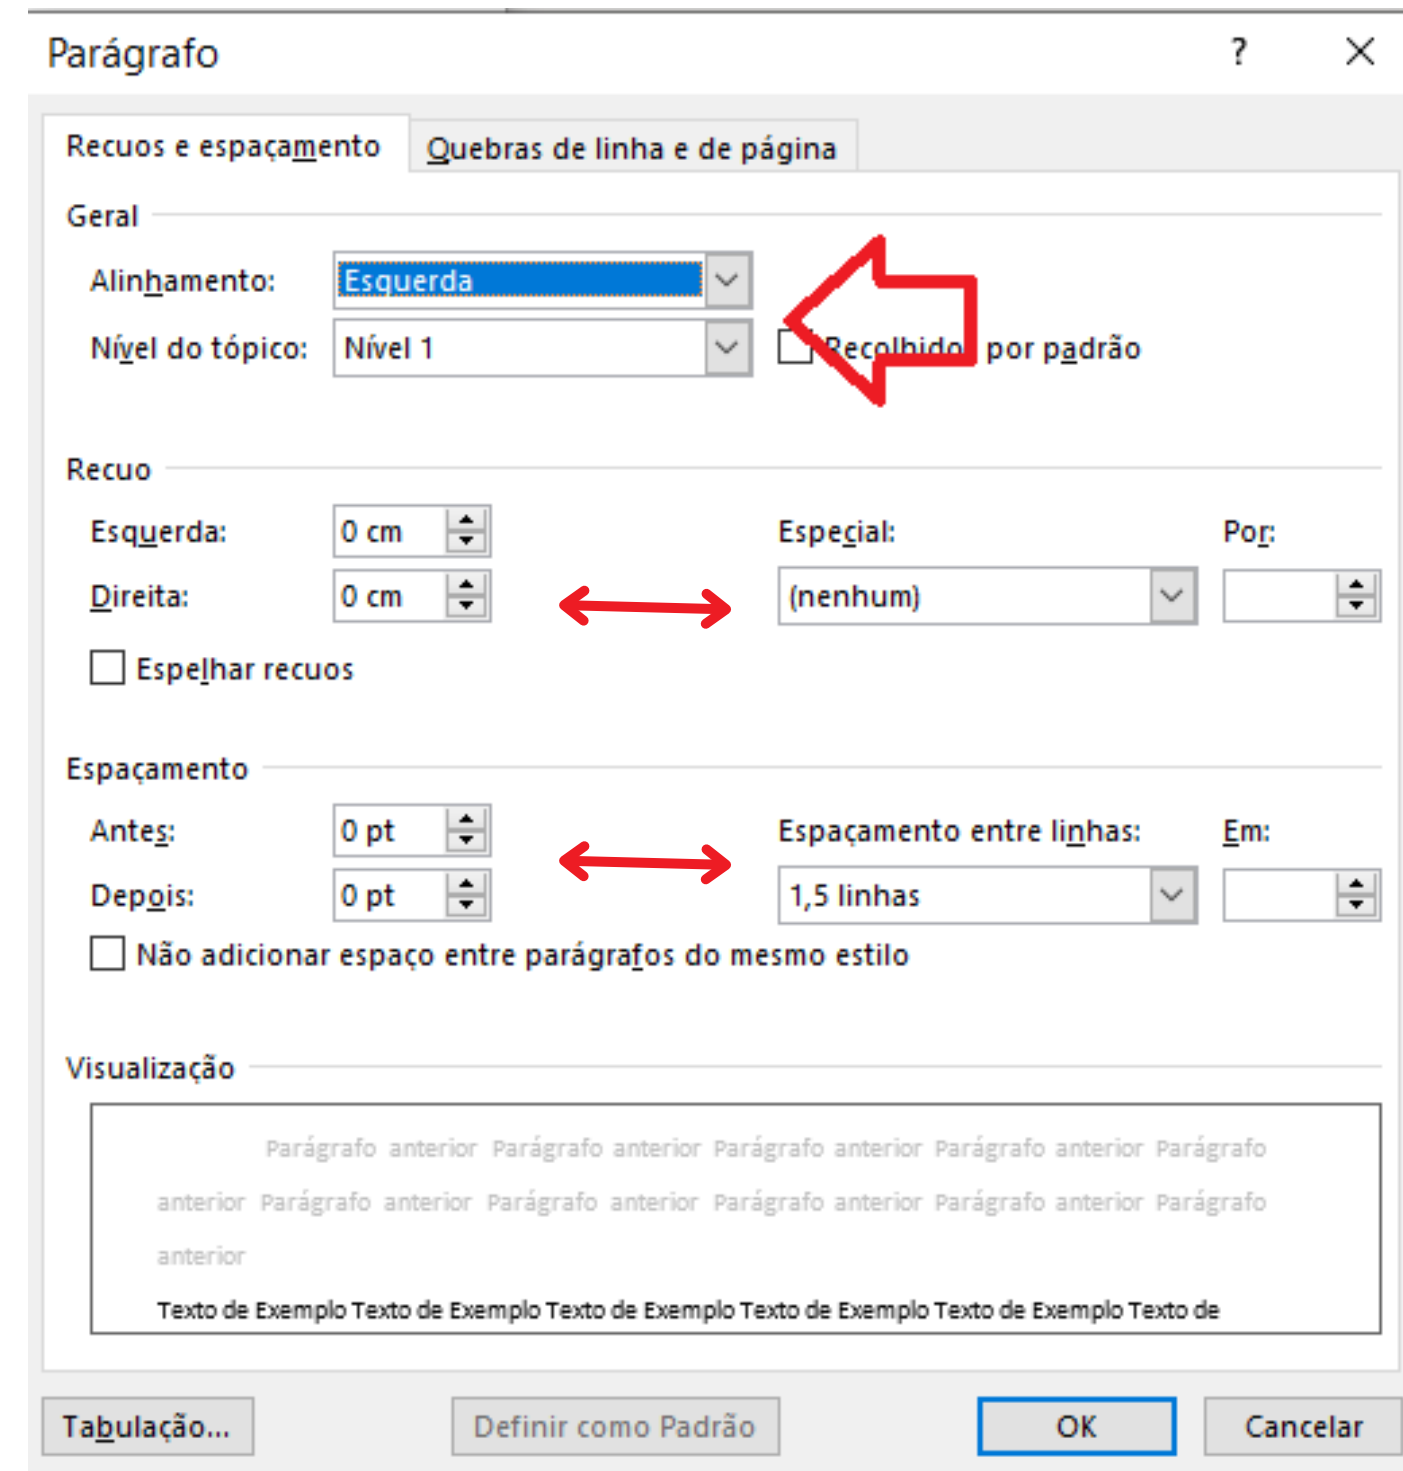 Parágrafo ?
Recuos e espaçamento Quebras de linha e de página
Geral
Alinhamento: Esquerda
Nível do tópico: Nível 1 Recolhidos por padrão
Recuo
Esquerda: 0 cm Especial: Por:
Direita: 0 cm (nenhum)
Espelhar recuos
Espaçamento
Antes: 0 pt Espaçamento entre linhas: Em:
Depois: 0 pt 1,5 linhas
Não adicionar espaço entre parágrafos do mesmo estilo
Visualização
Parágrafo anterior Parágrafo anterior Parágrafo anterior Parágrafo anterior Parágrafo
anterior Parágrafo anterior Parágrafo anterior Parágrafo anterior Parágrafo anterior Parágrafo
anterior
Texto de Exemplo Texto de Exemplo Texto de Exemplo Texto de Exemplo Texto de Exemplo Texto de
Tabulação... Definir como Padrão OK Cancelar